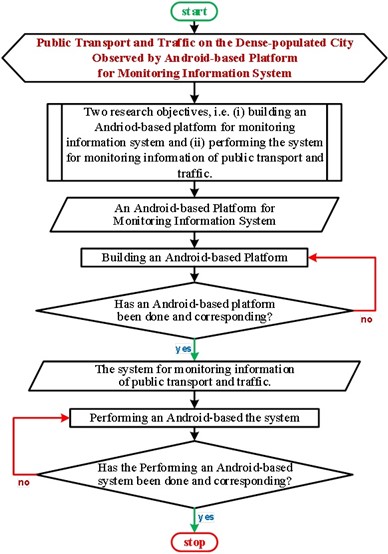 start
Public Transport and Traffic on the Dense-populated City
Observed by Android-based Platform
for Monitoring Information System
Two research objectives, i.e. (i) building an
Andriod-based platform for monitoring
information system and (ii) performing the system
for monitoring information of public transport and
traffic.
An Android-based Platform for
Monitoring Information System
Building an Android-based Platform
Has an Android-based platform
been done and corresponding?
no
yes
The system for monitoring information
of public transport and traffic.
Performing an Android-based the system
Has the Performing an Android-based
system been done and corresponding?
no
yes
stop